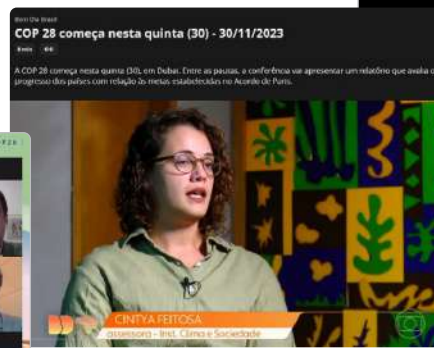 Bom Dia Brasil
COP 28 começa nesta quinta (30) - 30/11/2023
A COP 28 começa nesta quinta (30), em Dubai. Entre as pautas, a conferência vai apresentar um relatório que avalia o
progresso dos países com relação às metas estabelecidas no Acordo de Paris.
CINTYA FEITOSA
assessora - Inst. Clima e Sociedade